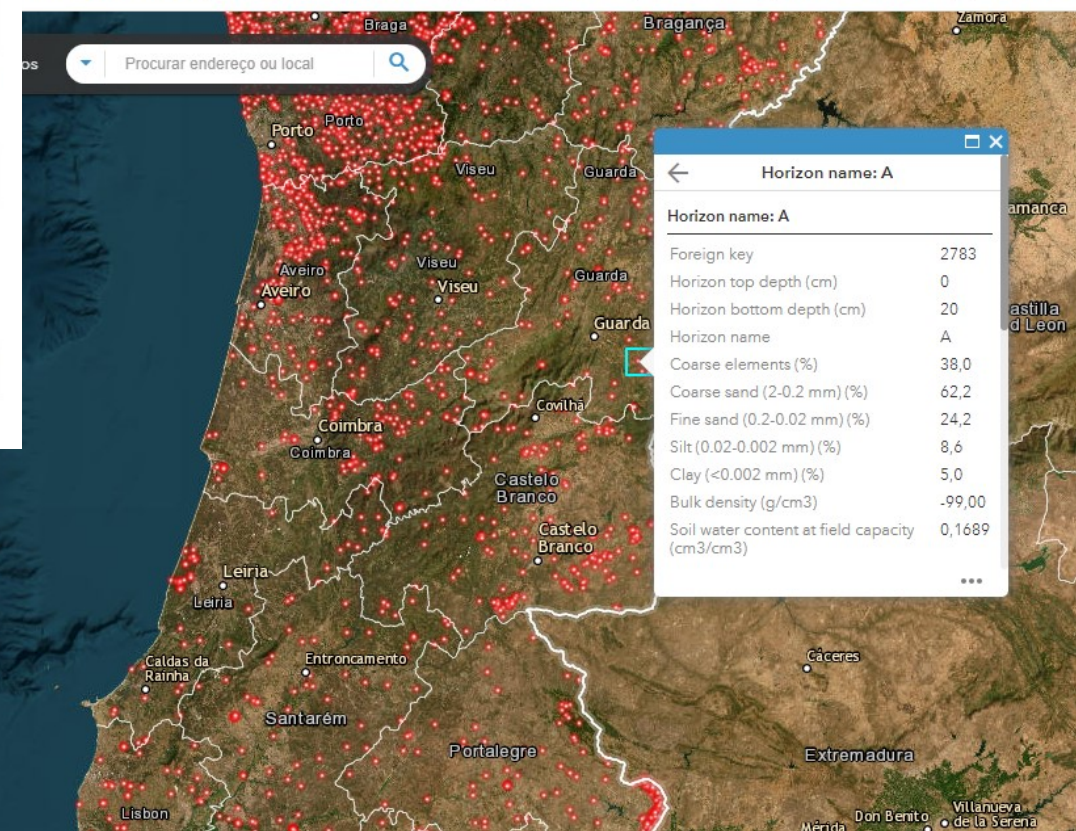 Braga
Bragança
Zamora
os
Procurar endereço ou local
Porto
Porto
Viseu
Guarda
Horizon name: A
Horizon name: A
Foreign key 2783
Horizon top depth (cm) 0
Horizon bottom depth (cm) 20
Horizon name A
Coarse elements (%) 38,0
Coarse sand (2-0.2 mm) (%) 62,2
Fine sand (0.2-0.02 mm) (%) 24,2
Silt (0.02-0.002 mm) (%) 8,6
Clay (<0.002 mm) (%) 5,0
Bulk density (g/cm3) -99,00
Soil water content at field capacity 0,1689
(cm3/cm3)
amanca
Aveiro
Aveiro
Viseu
Viseu
Guarda
Guarda
astilla
d Leon
Covilhã
Coimbra
Coimbra
Castelo
Branco
Castelo
Branco
Leiria
Leiria
Caldas da
Rainha
Entroncamento
Cáceres
Santarém
Portalegre
Extremadura
Lisbon
Mérida
Don Benito
Villanueva
de la Serena